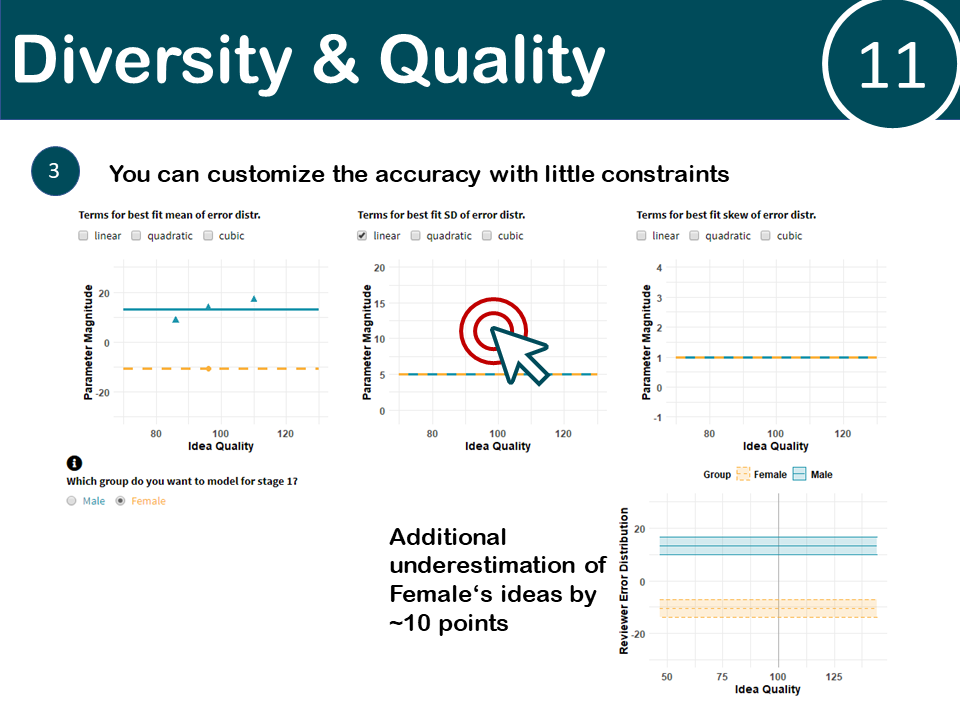 Diversity & Quality
11
3
You can customize the accuracy with little constraints
Terms for best fit mean of error distr.
linear quadratic cubic
20
0
-20
Parameter Magnitude
80 100 120
Idea Quality
Terms for best fit SD of error distr.
linear quadratic cubic
20
15
10
5
0
Parameter Magnitude
80 100 120
Idea Quality
Terms for best fit skew of error distr.
linear quadratic cubic
4
3
2
1
0
-1
Parameter Magnitude
80 100 120
Idea Quality
Which group do you want to model for stage 1?
Male Female
Additional
underestimation of
Female‘s ideas by
~10 points
Group Female Male
20
0
-20
Reviewer Error Distribution
50 75 100 125
Idea Quality